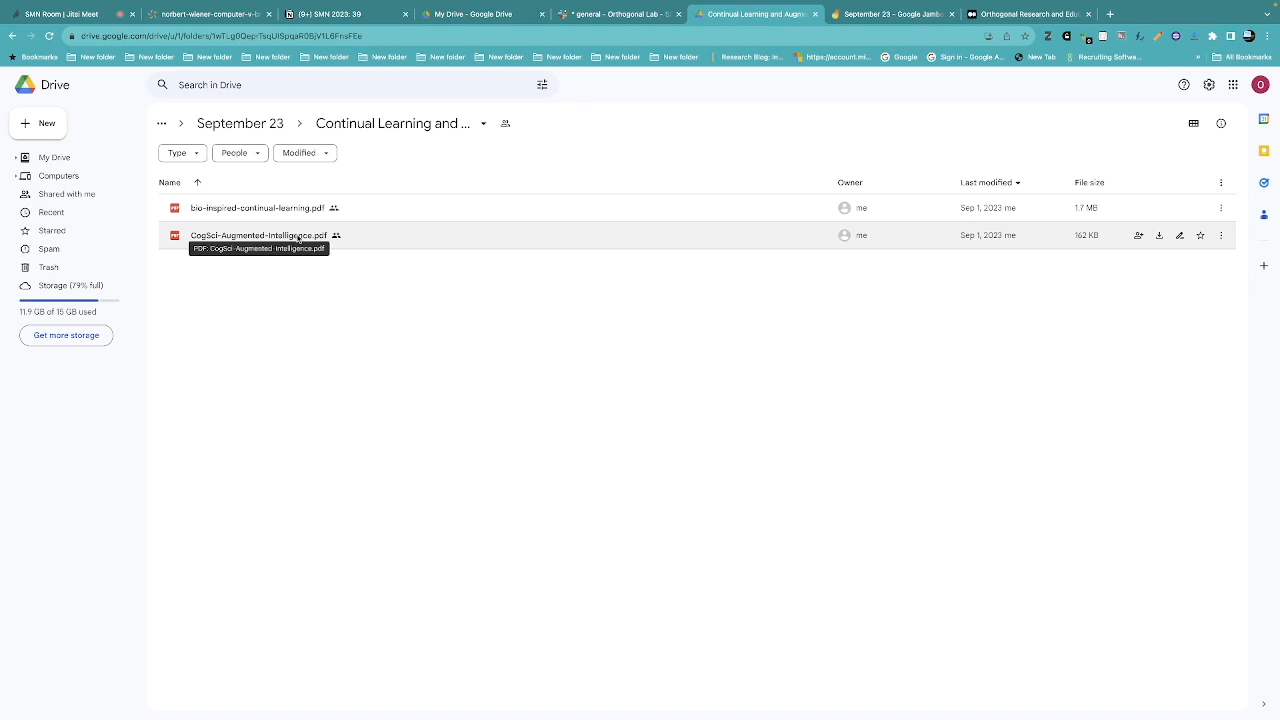 SMN Room | Jitsi Meet
norbert-wiener-computer-v-b
(9+) SMN 2023: 39
My Drive - Google Drive
* general - Orthogonal Lab - S
Continual Learning and Augme
September 23 - Google Jambo
Orthogonal Research and Educ
drive.google.com/drive/u/1/folders/
Bookmarks
New folder
New folder
New folder
New folder
New folder
New folder
New folder
New folder
New folder
New folder
New folder
Research Blog: In...
https://account.mi...
Google
Sign in - Google A...
New Tab
Recruiting Softwa...
»
All Bookmarks
Drive
Search in Drive
O
New
... > September 23 > Continual Learning and ...
Type
People
Modified
My Drive
Computers
Shared with me
Recent
Starred
Spam
Trash
Storage (79% full)
11.9 GB of 15 GB used
Get more storage
Name Owner Last modified File size
PDF bio-inspired-continual-learning.pdf me Sep 1, 2023 me 1.7 MB
PDF CogSci-Augmented-Intelligence.pdf me Sep 1, 2023 me 162 KB
PDF: CogSci-Augmented-Intelligence.pdf